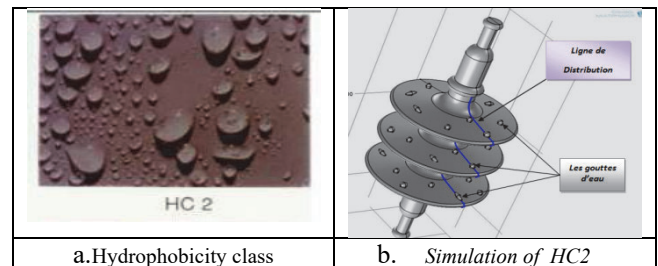 HC 2
Ligne de
Distribution
Les gouttes
d'eau
a.Hydrophobicity class
b. Simulation of HC2